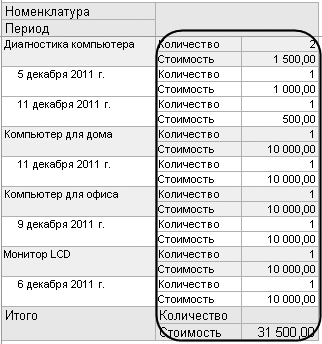 Номенклатура
Период
Диагностика компьютера Количество 2
Стоимость 1 500,00
5 декабря 2011 г. Количество 1
Стоимость 1 000,00
11 декабря 2011 г. Количество 1
Стоимость 500,00
Компьютер для дома Количество 1
Стоимость 10 000,00
11 декабря 2011 г. Количество 1
Стоимость 10 000,00
Компьютер для офиса Количество 1
Стоимость 10 000,00
9 декабря 2011 г. Количество 1
Стоимость 10 000,00
Монитор LCD Количество 1
Стоимость 10 000,00
6 декабря 2011 г. Количество 1
Стоимость 10 000,00
Итого Количество
Стоимость 31 500,00